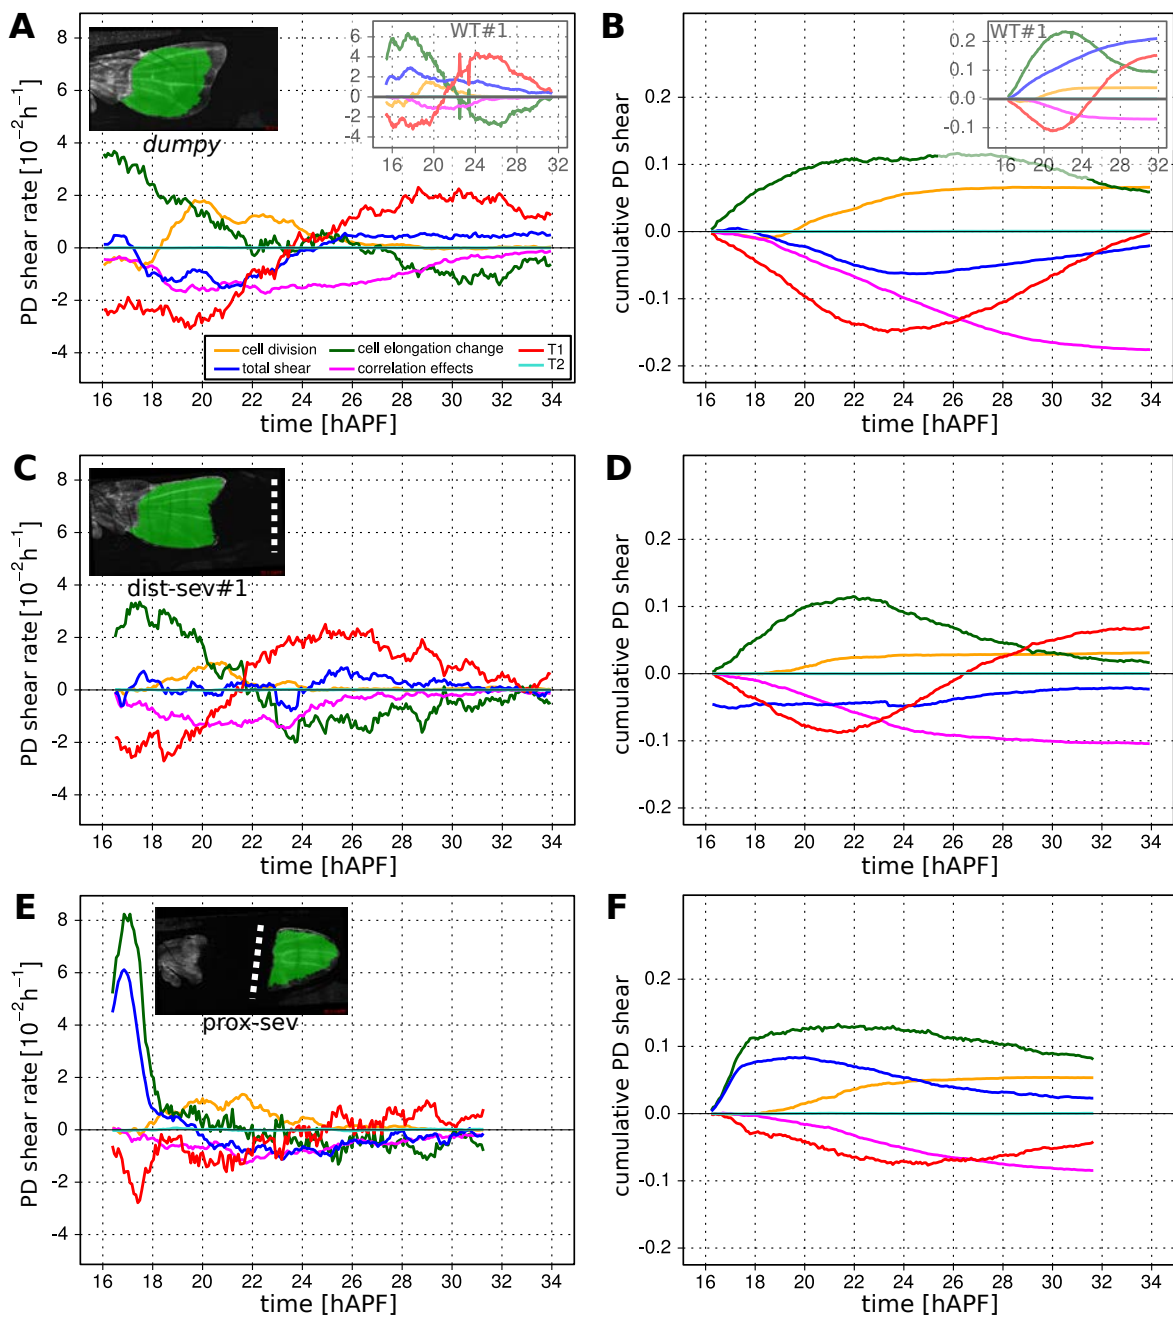 A
PD shear rate [10⁻²h⁻¹]
8
6
4
2
0
-2
-4
dumpy
WT#1
6
4
2
0
-2
-4
15 20 24 28 32
cell division
cell elongation change
T1
total shear
correlation effects
T2
16 18 20 22 24 26 28 30 32 34
time [hAPF]
B
cumulative PD shear
0.2
0.1
0.0
-0.1
-0.2
WT#1
0.2
0.1
0.0
-0.1
16 20 24 28 32
16 18 20 22 24 26 28 30 32 34
time [hAPF]
C
PD shear rate [10⁻²h⁻¹]
8
6
4
2
0
-2
-4
dist-sev#1
16 18 20 22 24 26 28 30 32 34
time [hAPF]
D
cumulative PD shear
0.2
0.1
0.0
-0.1
-0.2
16 18 20 22 24 26 28 30 32 34
time [hAPF]
E
PD shear rate [10⁻²h⁻¹]
8
6
4
2
0
-2
-4
prox-sev
16 18 20 22 24 26 28 30 32 34
time [hAPF]
F
cumulative PD shear
0.2
0.1
0.0
-0.1
-0.2
16 18 20 22 24 26 28 30 32 34
time [hAPF]